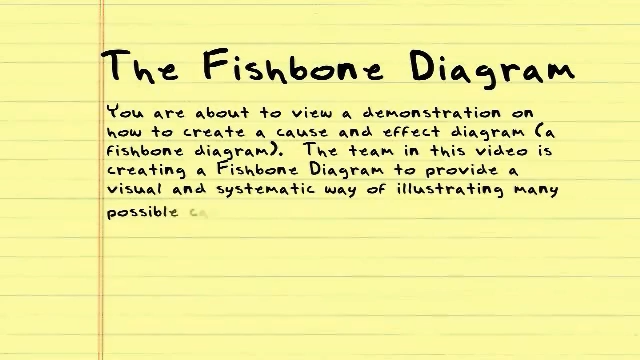 The Fishbone Diagram
You are about to view a demonstration on
how to create a cause and effect diagram (a
fishbone diagram). The team in this video is
creating a Fishbone Diagram to provide a
visual and systematic way of illustrating many
possible ca